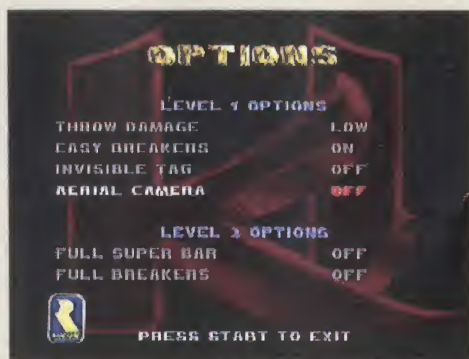 OPTIONS
LEVEL 1 OPTIONS
THROW DAMAGE LOW
EASY BREAKERS ON
INVISIBLE TAG OFF
AERIAL CAMERA OFF
LEVEL 2 OPTIONS
FULL SUPER BAR OFF
FULL BREAKERS OFF
PRESS START TO EXIT